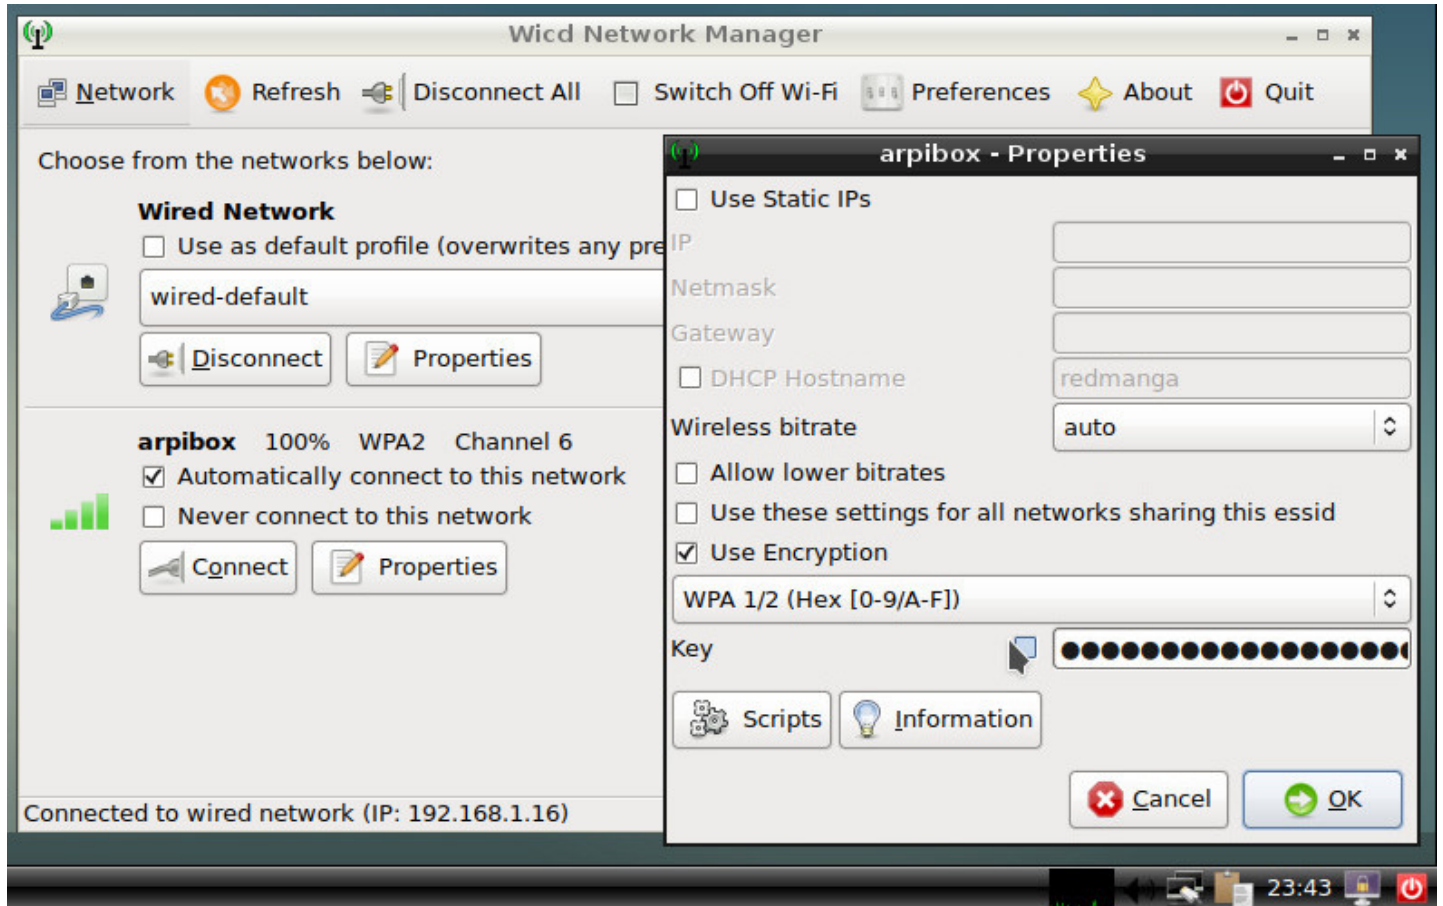 Wicd Network Manager
Network Refresh Disconnect All Switch Off Wi-Fi Preferences About Quit
Choose from the networks below:
Wired Network
Use as default profile (overwrites any pre
wired-default
Disconnect Properties
arpibox 100% WPA2 Channel 6
Automatically connect to this network
Never connect to this network
Connect Properties
Connected to wired network (IP: 192.168.1.16)
arpibox - Properties
Use Static IPs
IP
Netmask
Gateway
DHCP Hostname redmanga
Wireless bitrate auto
Allow lower bitrates
Use these settings for all networks sharing this essid
Use Encryption
WPA 1/2 (Hex [0-9/A-F])
Key
Scripts Information
Cancel OK
23:43